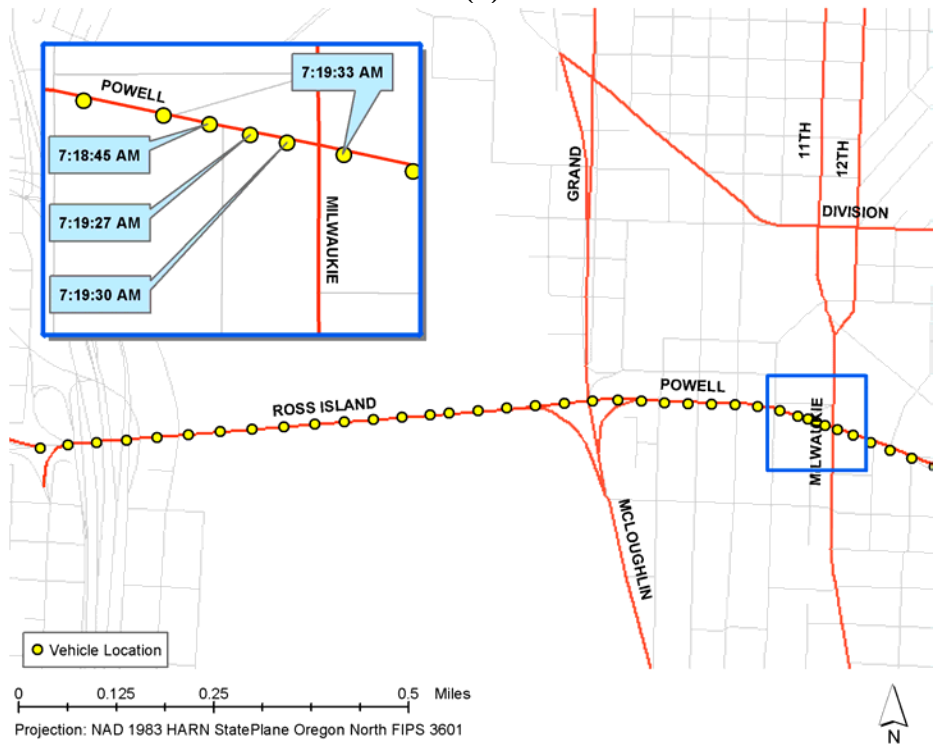 POWELL
7:19:33 AM
7:18:45 AM
7:19:27 AM
7:19:30 AM
MILWAUKIE
GRAND
11TH
12TH
DIVISION
ROSS ISLAND
POWELL
MILWAUKIE
MCLOUGHLIN
Vehicle Location
0 0.125 0.25 0.5 Miles
Projection: NAD 1983 HARN StatePlane Oregon North FIPS 3601
N